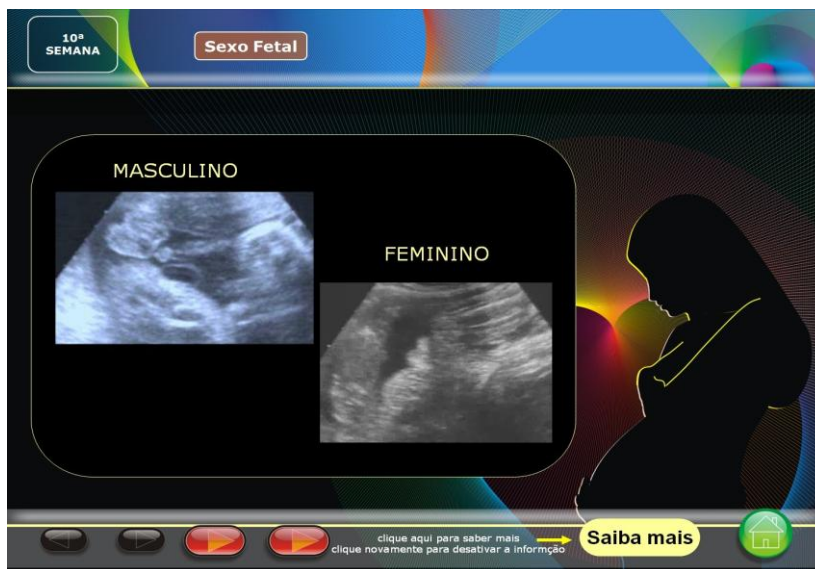 10ª
SEMANA
Sexo Fetal
MASCULINO
FEMININO
clique aqui para saber mais
clique novamente para desativar a informção
Saiba mais